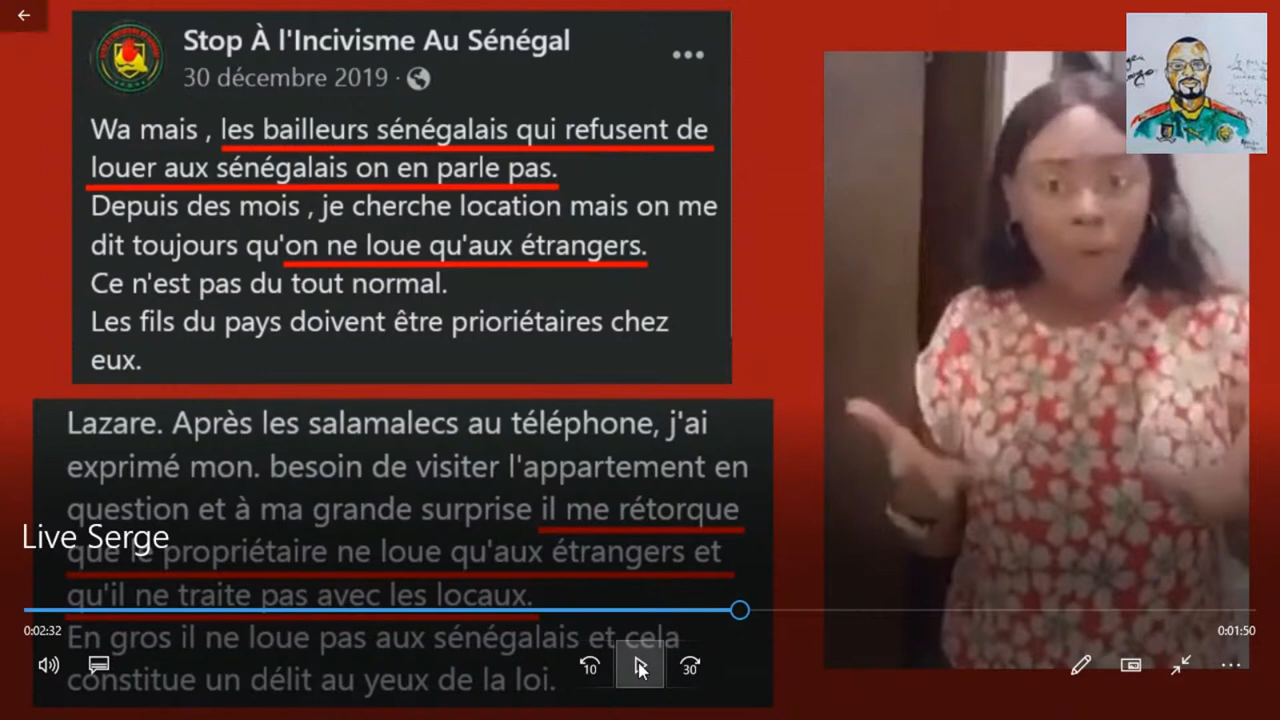 Stop À l'Incivisme Au Sénégal
30 décembre 2019 ·
Wa mais , les bailleurs sénégalais qui refusent de
louer aux sénégalais on en parle pas.
Depuis des mois , je cherche location mais on me
dit toujours qu'on ne loue qu'aux étrangers.
Ce n'est pas du tout normal.
Les fils du pays doivent être prioriétaires chez
eux.
Lazare. Après les salamalecs au téléphone, j'ai
exprimé mon. besoin de visiter l'appartement en
question et à ma grande surprise il me rétorque
Live Serge
que le propriétaire ne loue qu'aux étrangers et
qu'il ne traite pas avec les locaux.
0:02:32
0:01:50
En gros il ne loue pas aux sénégalais et cela
10
30
constitue un délit au yeux de la loi.